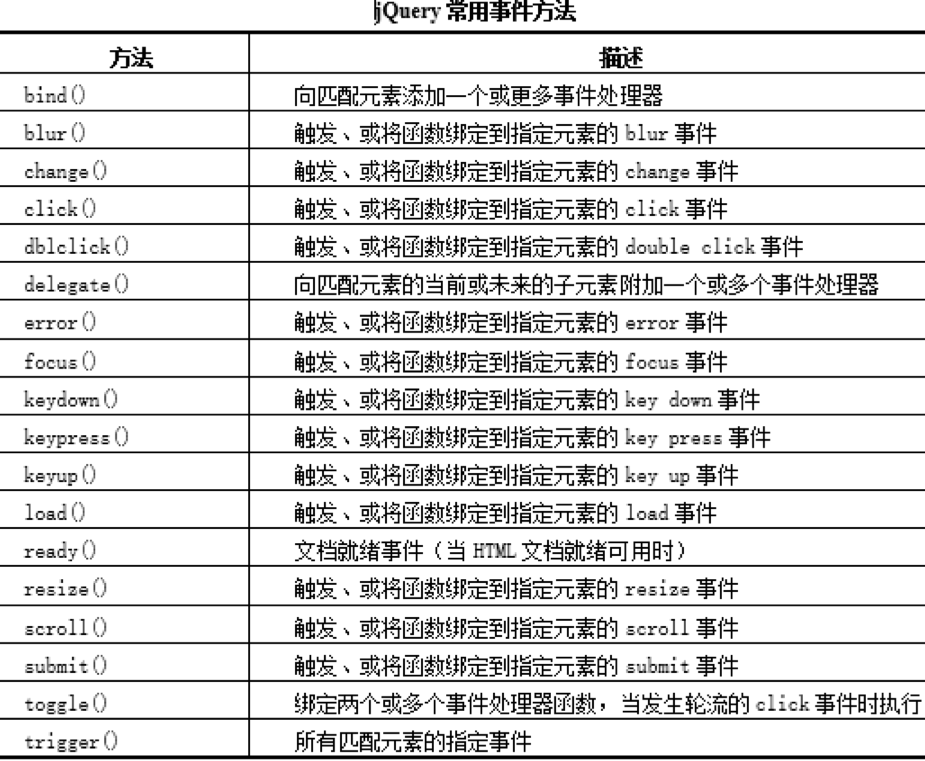 jQuery 常用事件方法
方法 描述
bind() 向匹配元素添加一个或更多事件处理器
blur() 触发、或将函数绑定到指定元素的 blur 事件
change() 触发、或将函数绑定到指定元素的 change 事件
click() 触发、或将函数绑定到指定元素的 click 事件
dblclick() 触发、或将函数绑定到指定元素的 double click 事件
delegate() 向匹配元素的当前或未来的子元素附加一个或多个事件处理器
error() 触发、或将函数绑定到指定元素的 error 事件
focus() 触发、或将函数绑定到指定元素的 focus 事件
keydown() 触发、或将函数绑定到指定元素的 key down 事件
keypress() 触发、或将函数绑定到指定元素的 key press 事件
keyup() 触发、或将函数绑定到指定元素的 key up 事件
load() 触发、或将函数绑定到指定元素的 load 事件
ready() 文档就绪事件（当 HTML 文档就绪可用时）
resize() 触发、或将函数绑定到指定元素的 resize 事件
scroll() 触发、或将函数绑定到指定元素的 scroll 事件
submit() 触发、或将函数绑定到指定元素的 submit 事件
toggle() 绑定两个或多个事件处理器函数，当发生轮流的 click 事件时执行
trigger() 所有匹配元素的指定事件